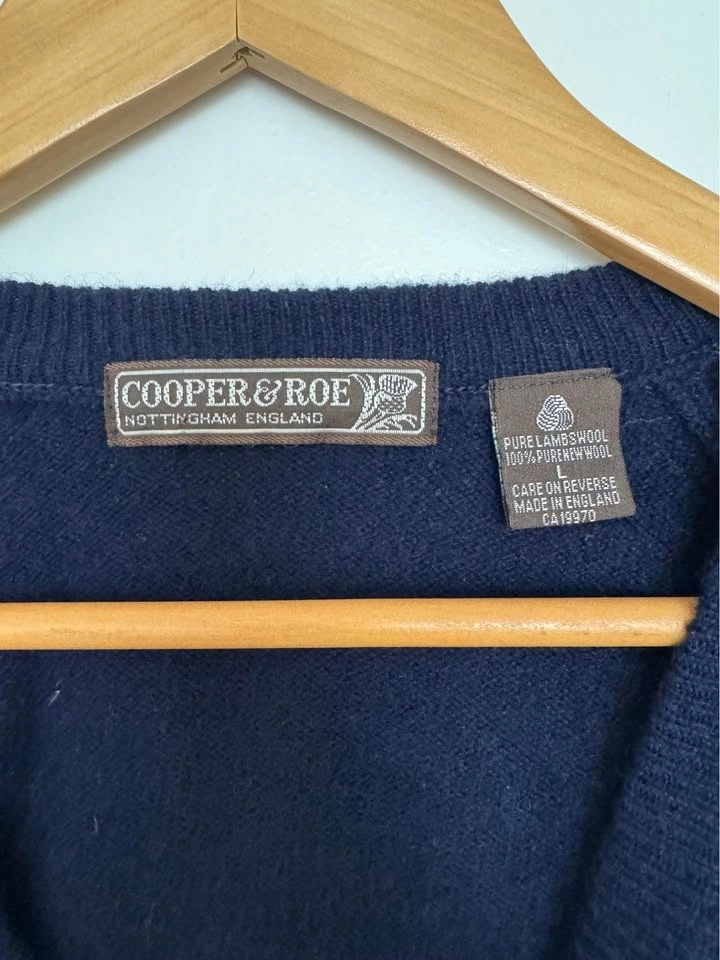 COOPER & ROE
NOTTINGHAM ENGLAND
PURE LAMBSWOOL
100% PURE NEW WOOL
L
CARE ON REVERSE
MADE IN ENGLAND
CA19970